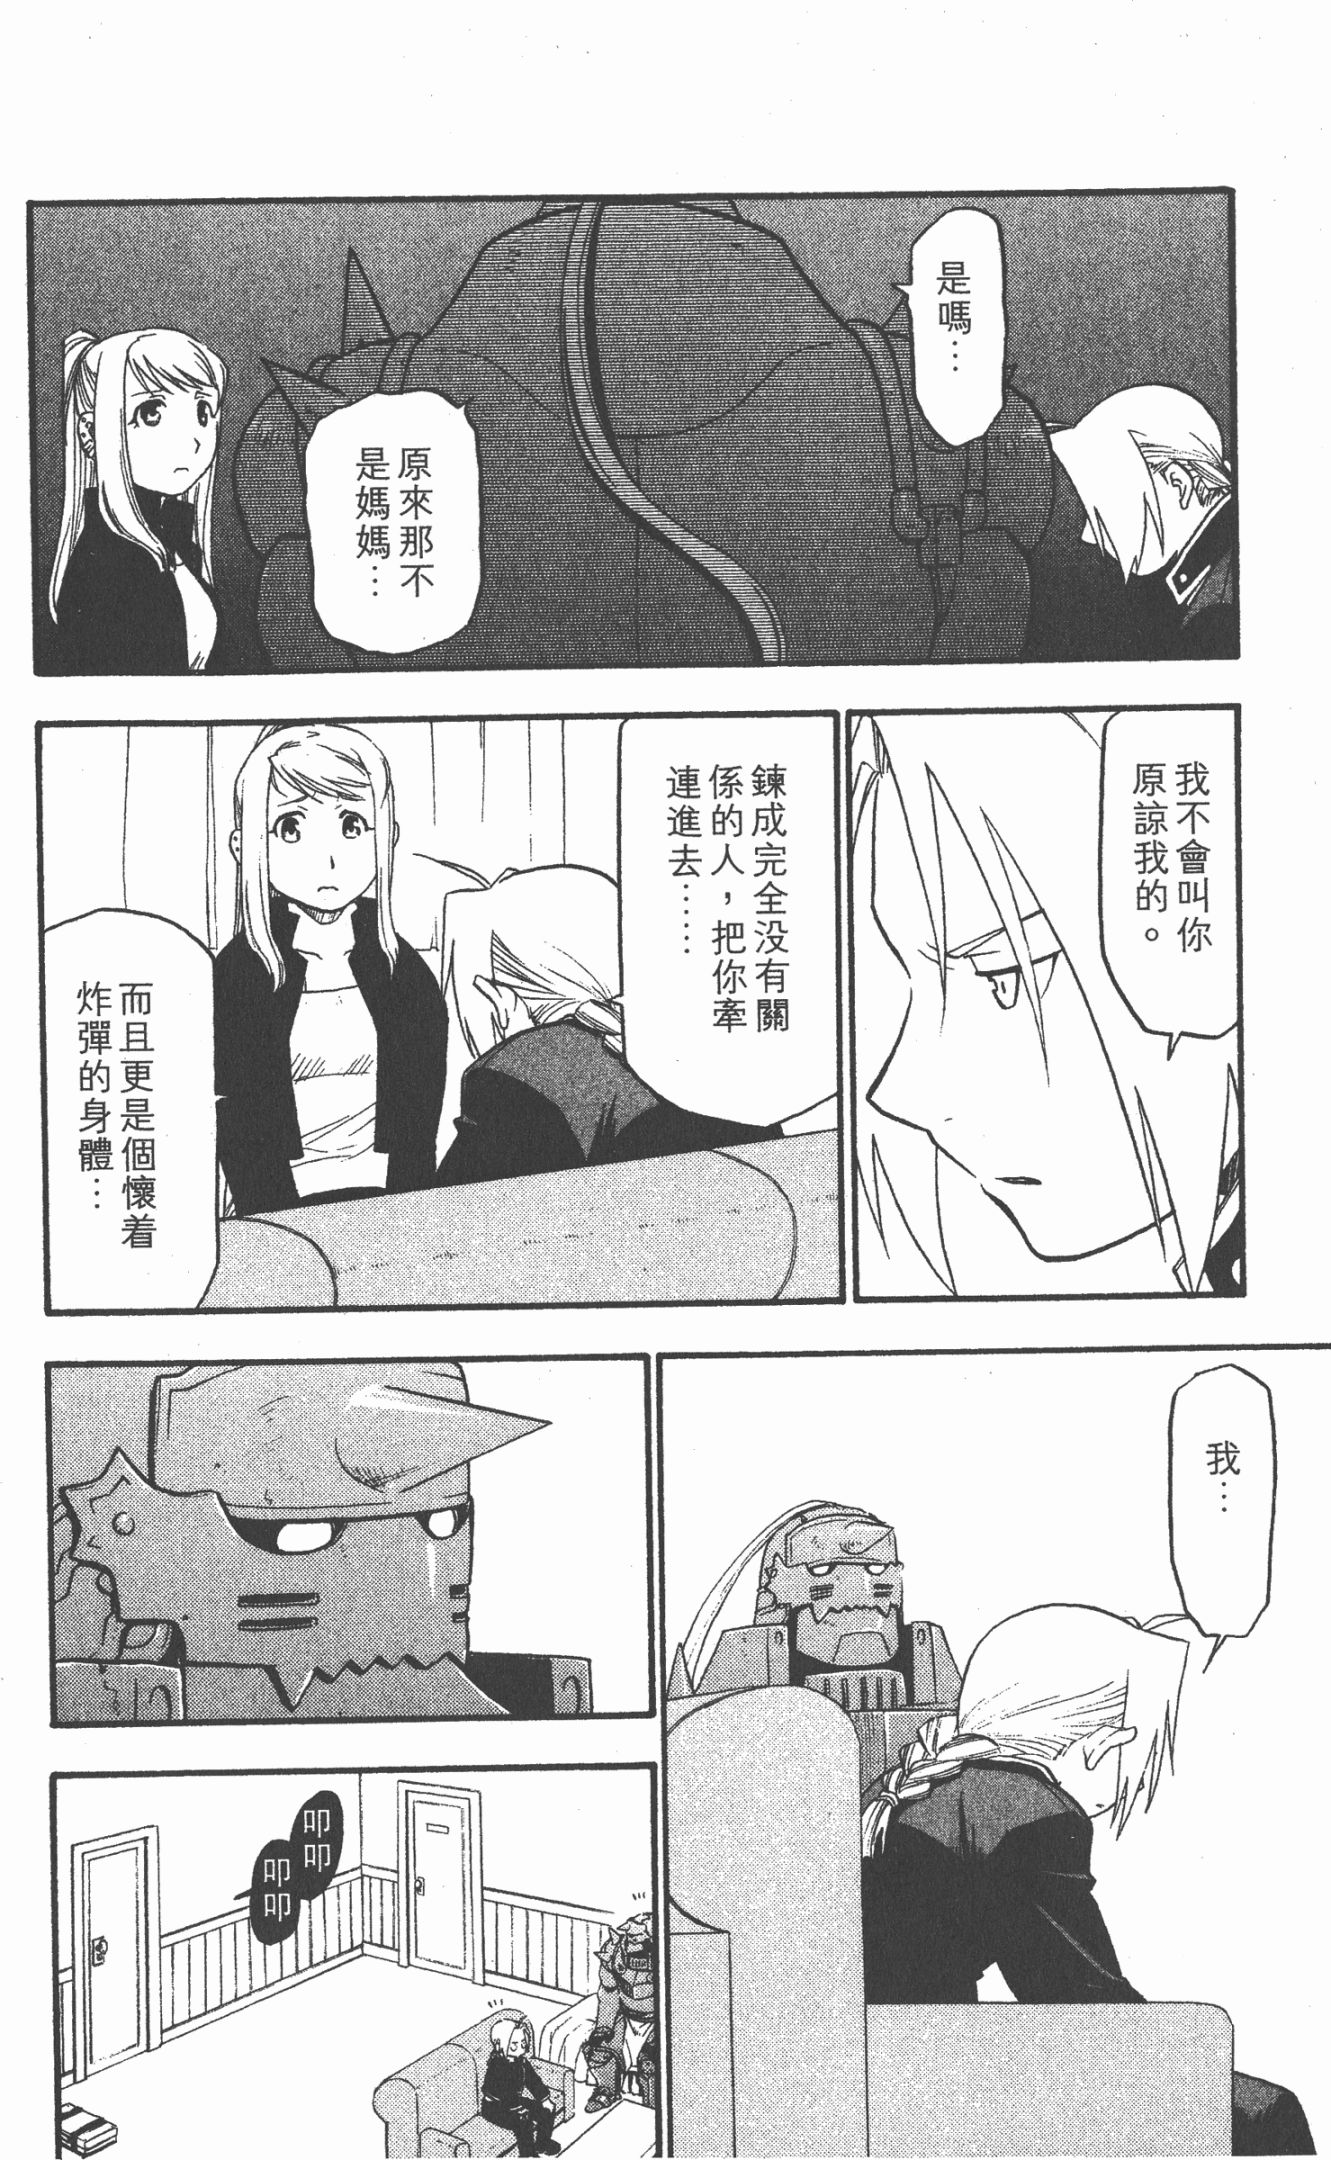 是嗎…
原來那不
是媽媽…
我不會叫你
原諒我的。
鍊成完全沒有關
係的人，把你牽
連進去……
而且更是個懷着
炸彈的身體…
我…
叩叩
叩叩